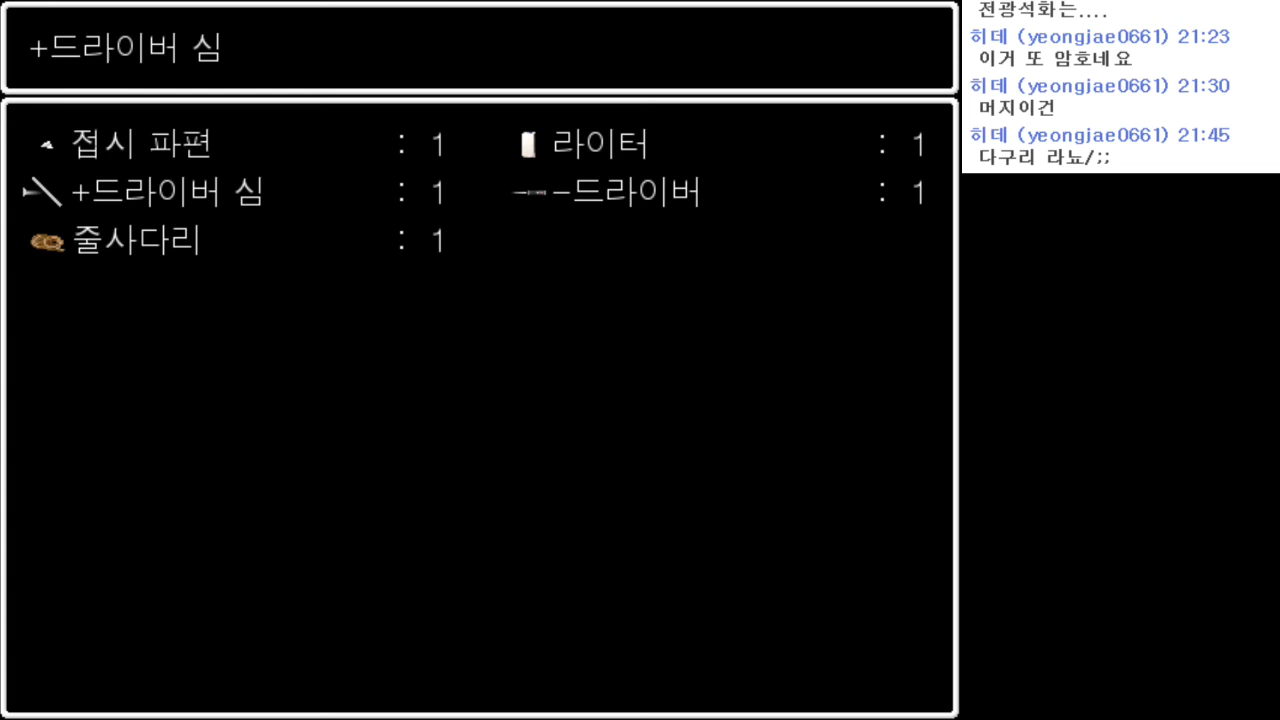 +드라이버 심
접시 파편 : 1 라이터 : 1
+드라이버 심 : 1 -드라이버 : 1
줄사다리 : 1
전광석화는....
히데 (yeongjae0661) 21:23
이거 또 암호네요
히데 (yeongjae0661) 21:30
머지이건
히데 (yeongjae0661) 21:45
다구리 라뇨/;;